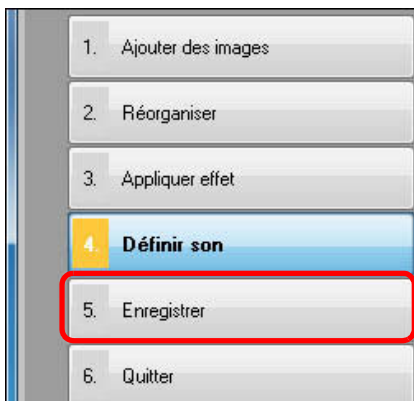 1. Ajouter des images
2. Réorganiser
3. Appliquer effet
4. Définir son
5. Enregistrer
6. Quitter